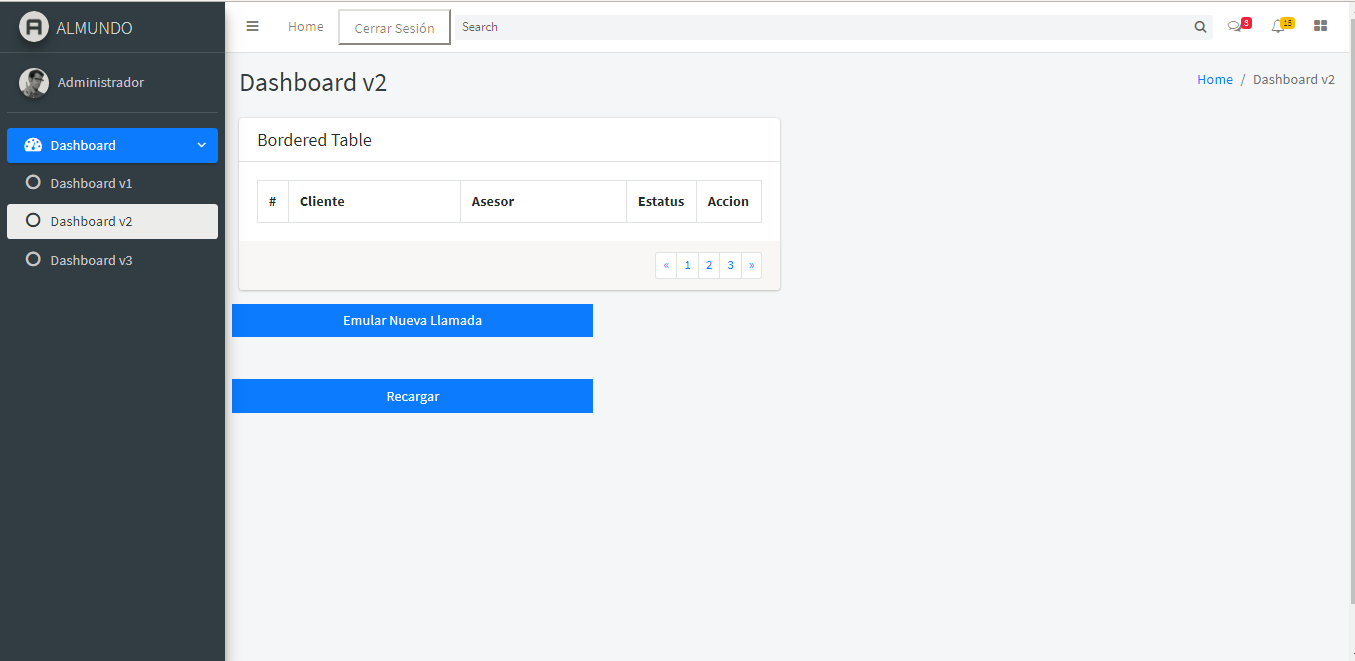 ALMUNDO
Administrador
Dashboard
Dashboard v1
Dashboard v2
Dashboard v3
Home
Cerrar Sesión
Search
3
15
Dashboard v2
Home / Dashboard v2
Bordered Table
# Cliente Asesor Estatus Accion
« 1 2 3 »
Emular Nueva Llamada
Recargar